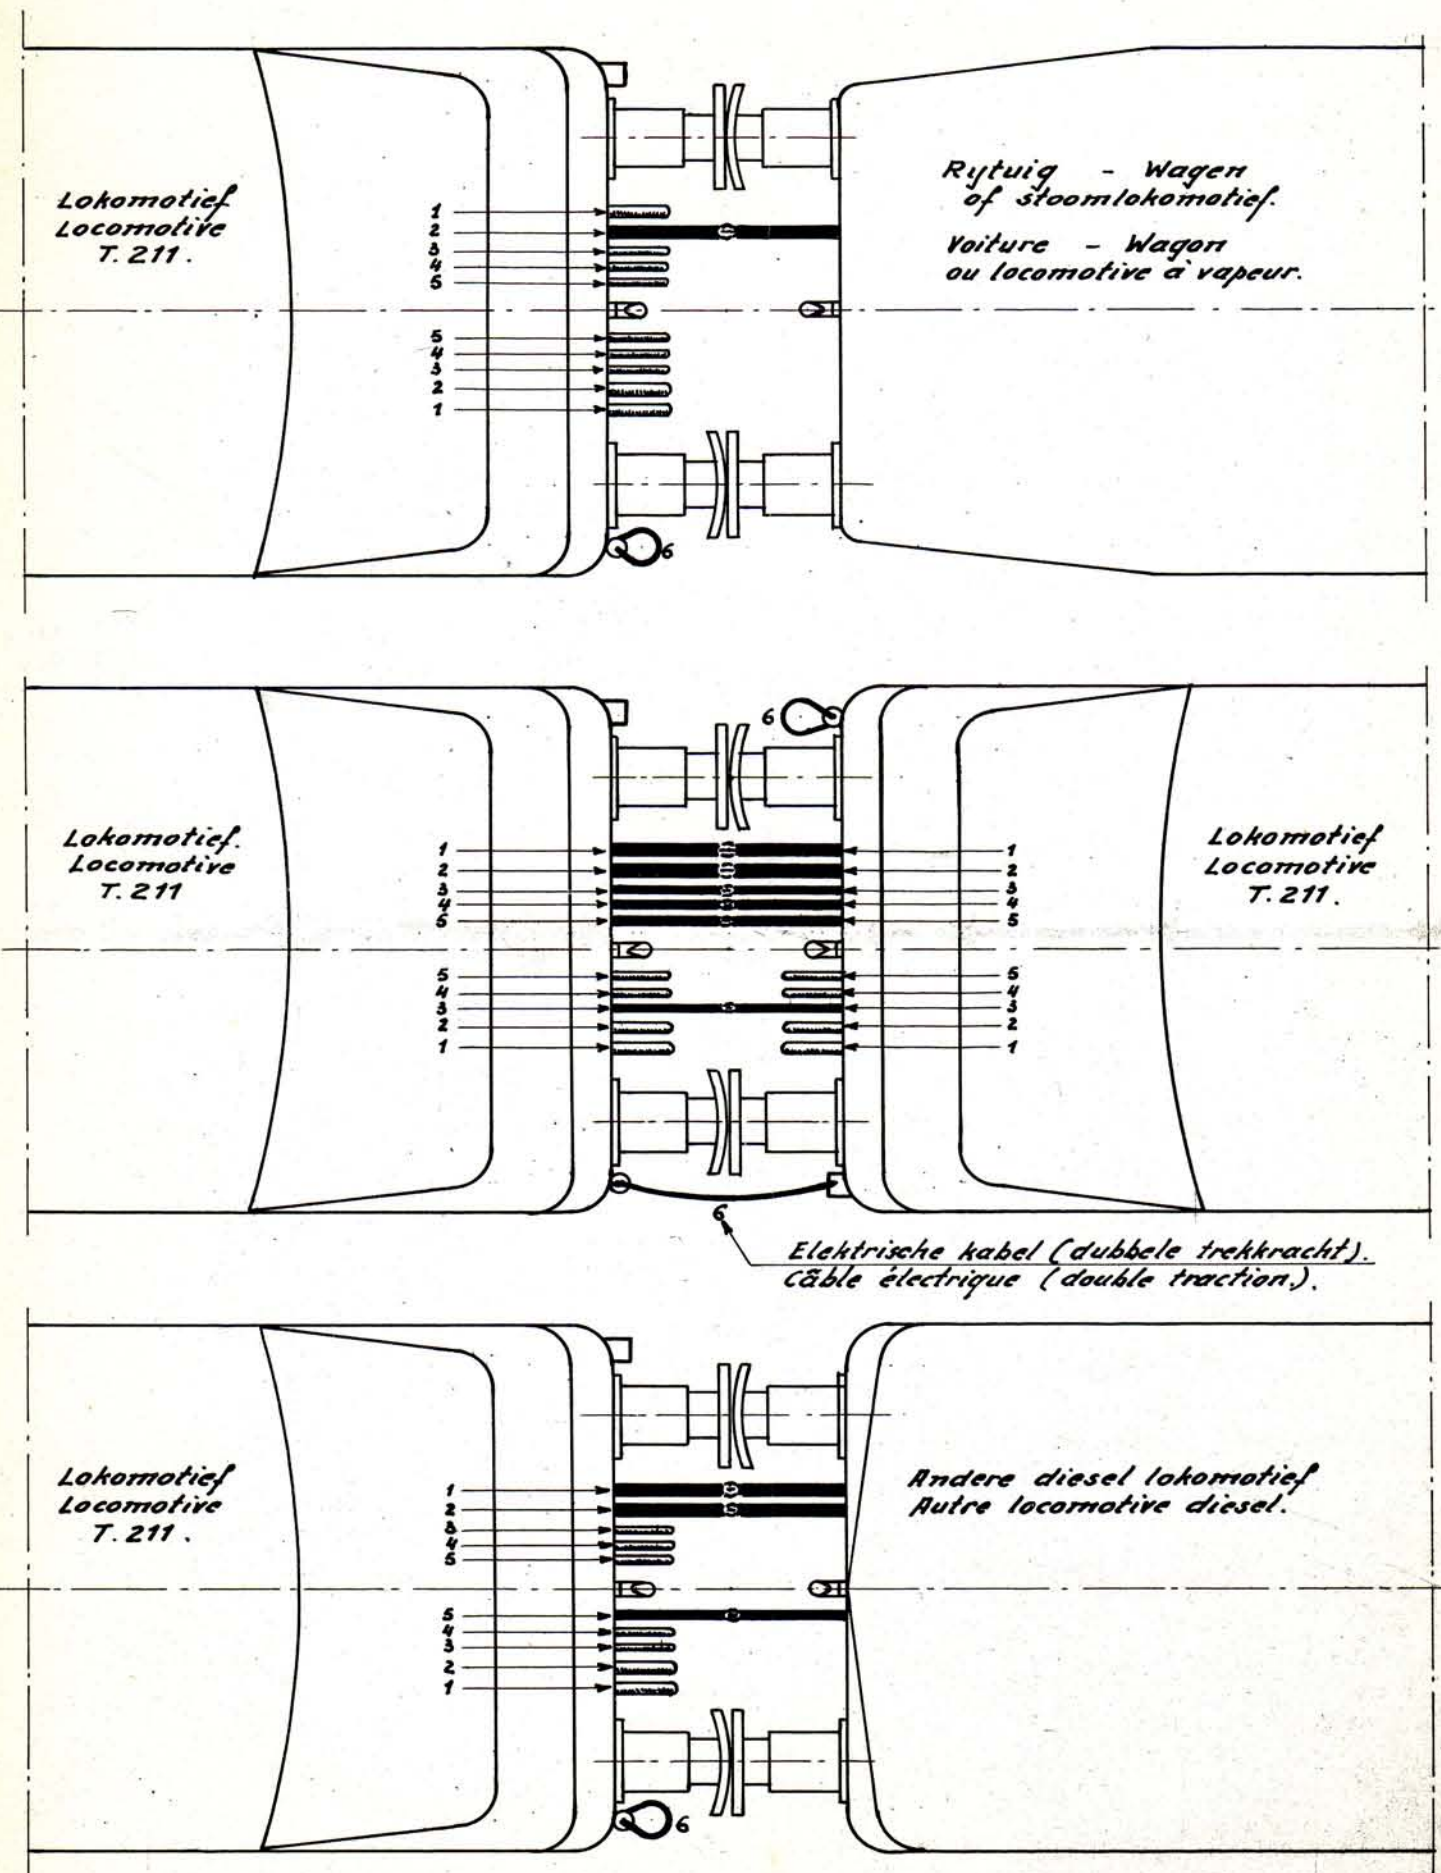 Lokomotief
Locomotive
T. 211.
1
2
3
4
5
5
4
3
2
1
6
Rytuig - Wagen
of stoomlokomotief.
Voiture - Wagon
ou locomotive à vapeur.
Lokomotief.
Locomotive
T. 211
1
2
3
4
5
5
4
3
2
1
6
1
2
3
4
5
5
4
3
2
1
Lokomotief
Locomotive
T. 211.
6
Elektrische kabel (dubbele trekkracht).
Câble électrique (double traction.).
Lokomotief
Locomotive
T. 211.
1
2
3
4
5
5
4
3
2
1
6
Andere diesel lokomotief
Autre locomotive diesel.